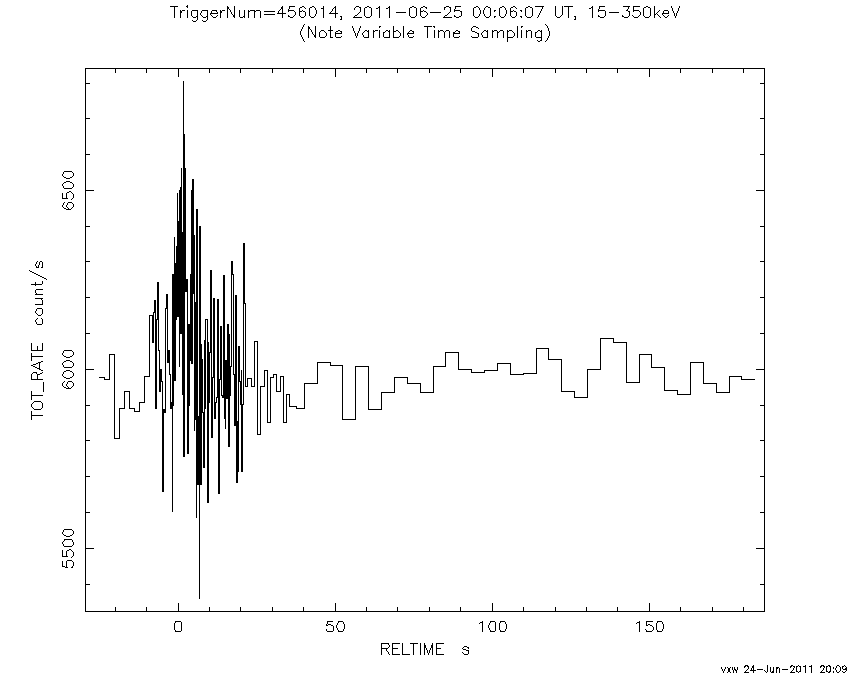 TriggerNum=456014, 2011-06-25 00:06:07 UT, 15-350keV
(Note Variable Time Sampling)
TOT_RATE count/s
6500
6000
5500
0 50 100 150
RELTIME s
vxw 24-Jun-2011 20:09